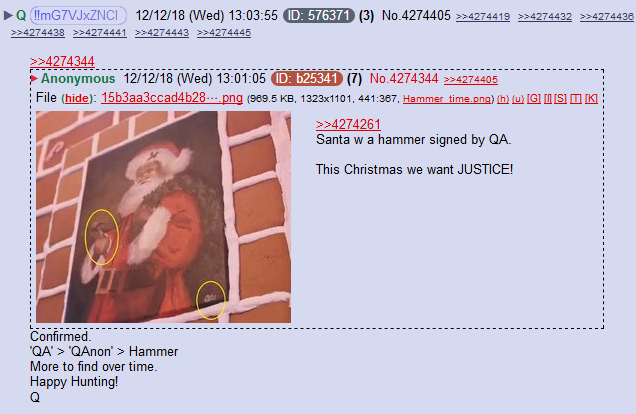 ▶ Q !!mG7VJxZNCI 12/12/18 (Wed) 13:03:55 ID: 576371 (3) No.4274405 >>4274419 >>4274432 >>4274436
>>4274438 >>4274441 >>4274443 >>4274445
>>4274344
▶ Anonymous 12/12/18 (Wed) 13:01:05 ID: b25341 (7) No.4274344 >>4274405
File (hide): 15b3aa3ccad4b28⋯.png (969.5 KB, 1323x1101, 441:367, Hammer_time.png) (h) (u) [G] [I] [S] [T] [K]
>>4274261
Santa w a hammer signed by QA.
This Christmas we want JUSTICE!
Confirmed.
'QA' > 'QAnon' > Hammer
More to find over time.
Happy Hunting!
Q